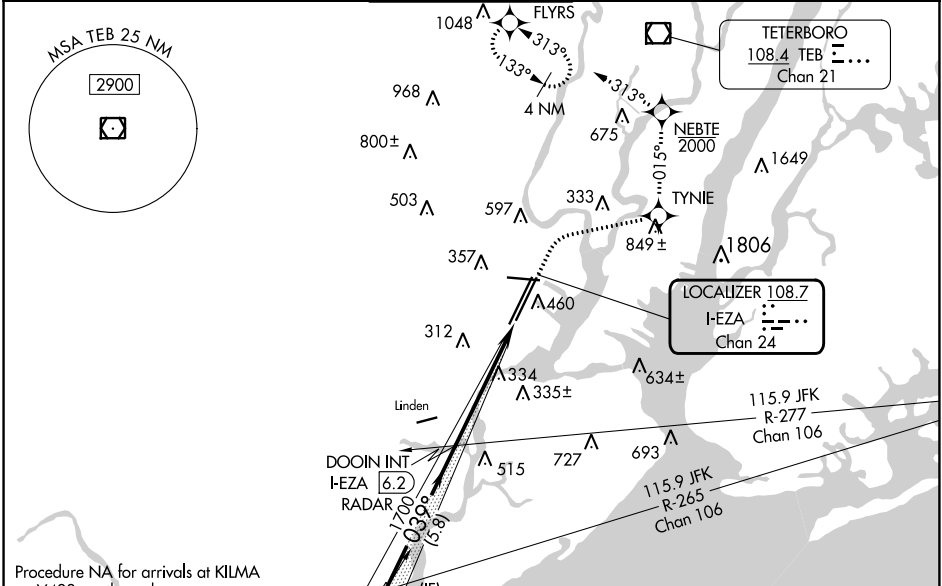 MSA TEB 25 NM
2900
1048
FLYRS
313°
133°
4 NM
313°
TETERBORO
108.4 TEB
Chan 21
968
800±
503
597
333
675
NEBTE
2000
015°
1649
TYNIE
849±
1806
357
460
LOCALIZER 108.7
I-EZA
Chan 24
312
334
335±
634±
Linden
115.9 JFK
R-277
Chan 106
DOOIN INT
I-EZA 6.2
RADAR
515
727
693
115.9 JFK
R-265
Chan 106
1700
039°
(5.8)
(IF)
Procedure NA for arrivals at KILMA